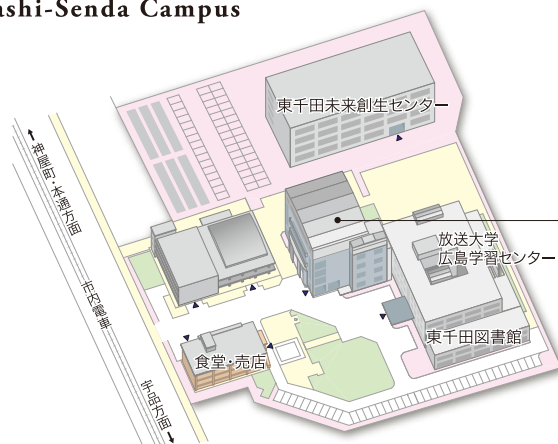 ashi-Senda Campus
東千田未来創生センター
神屋町・本通方面
放送大学
広島学習センター
市内電車
東千田図書館
食堂・売店
宇品方面